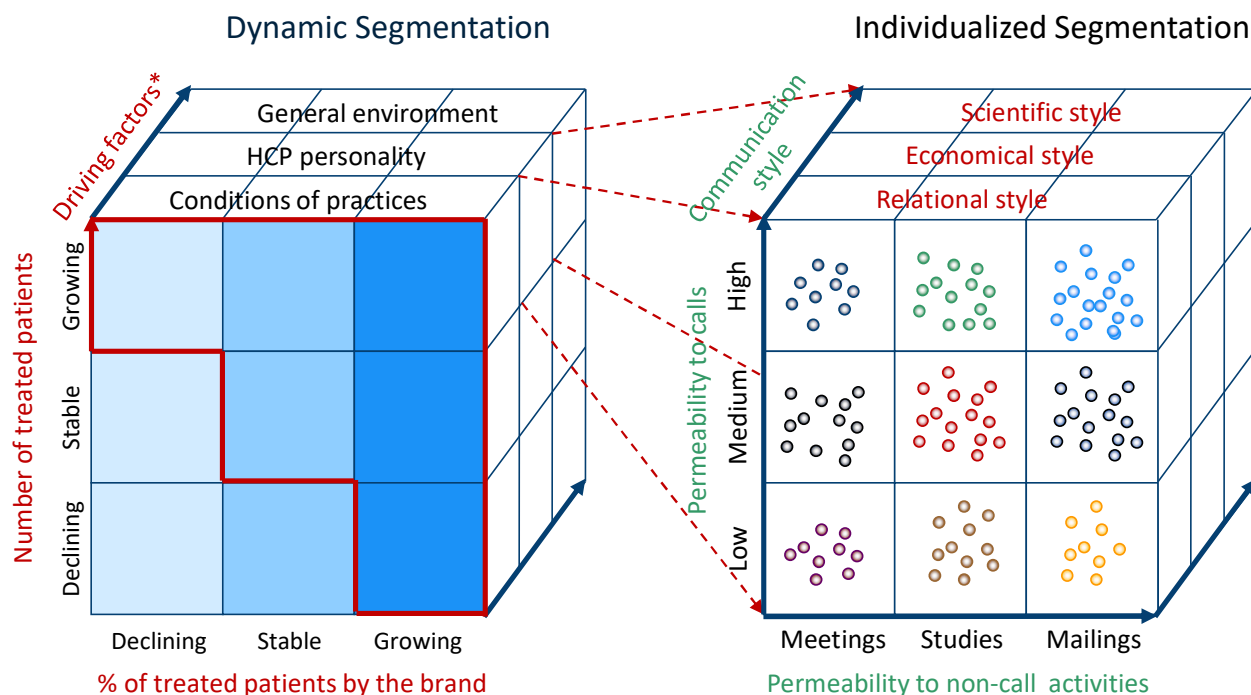 Dynamic Segmentation
Individualized Segmentation
Driving factors*
General environment
HCP personality
Conditions of practices
Number of treated patients
Growing
Stable
Declining
Declining
Stable
Growing
% of treated patients by the brand
Communication
style
Scientific style
Economical style
Relational style
Permeability to calls
High
Medium
Low
Meetings
Studies
Mailings
Permeability to non-call activities